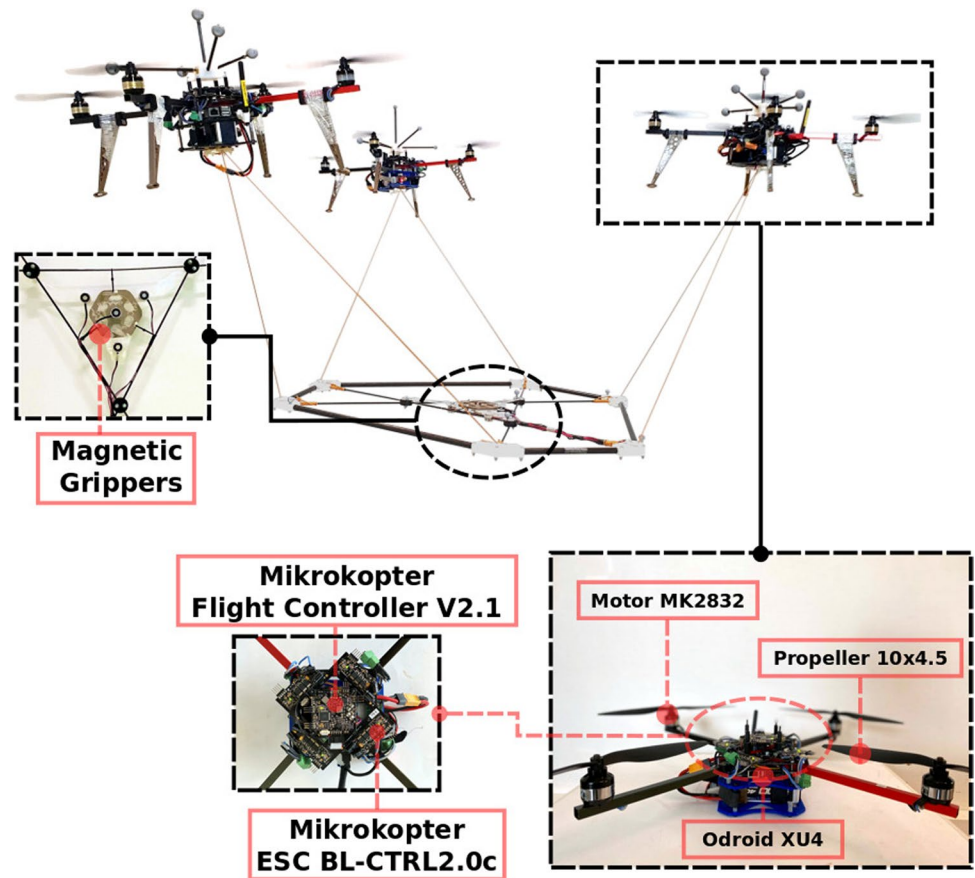 Magnetic
Grippers
Mikrokopter
Flight Controller V2.1
Motor MK2832
Propeller 10x4.5
Odroid XU4
Mikrokopter
ESC BL-CTRL2.0c